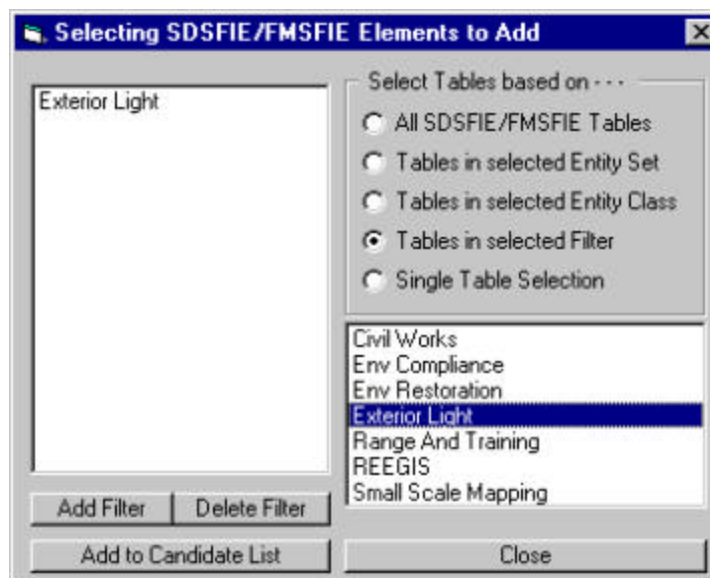 Selecting SDSFIE/FMSFIE Elements to Add
Exterior Light
Select Tables based on - - -
All SDSFIE/FMSFIE Tables
Tables in selected Entity Set
Tables in selected Entity Class
Tables in selected Filter
Single Table Selection
Civil Works
Env Compliance
Env Restoration
Exterior Light
Range And Training
REEGIS
Small Scale Mapping
Add Filter
Delete Filter
Add to Candidate List
Close